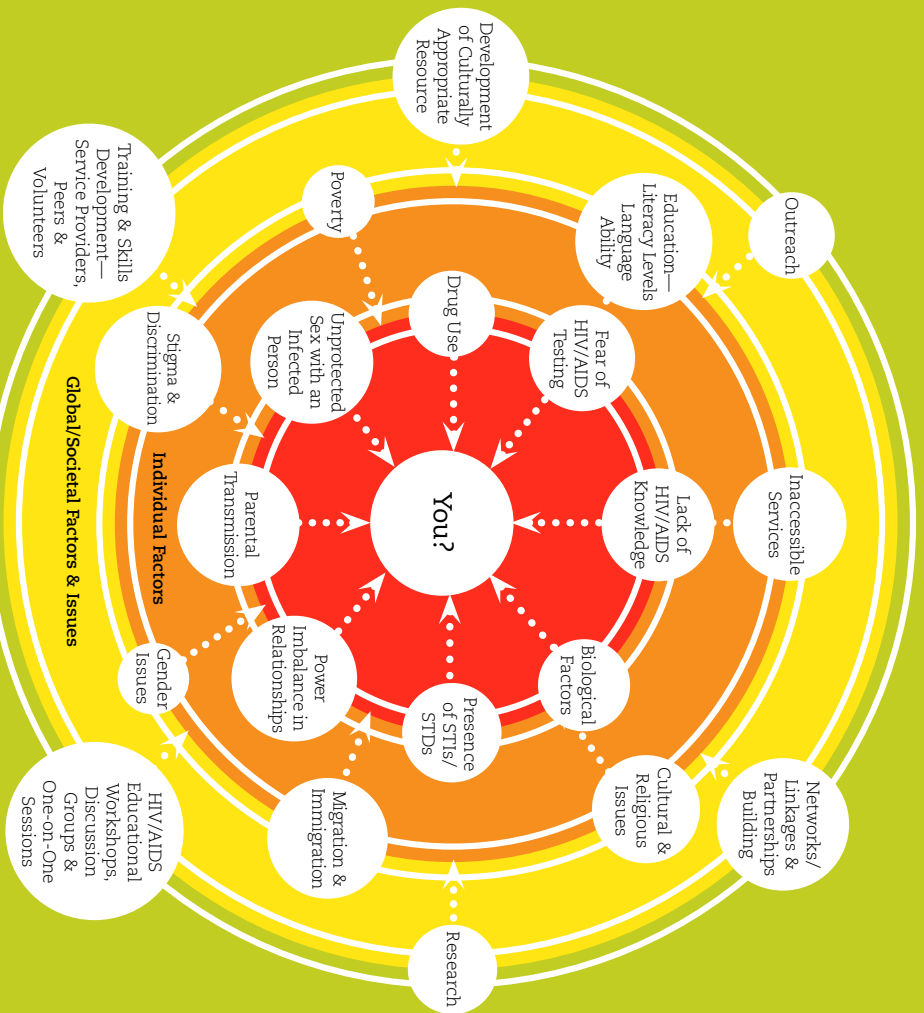 Outreach
Inaccessible
Services
Networks/
Linkages &
Partnerships
Building
Education—
Literacy Levels
Language
Ability
Lack of
HIV/AIDS
Knowledge
Cultural &
Religious
Issues
Fear of
HIV/AIDS
Testing
Biological
Factors
Development
of Culturally
Appropriate
Resource
Drug Use
You?
Presence
of STIs/
STDs
Research
Poverty
Unprotected
Sex with an
Infected
Person
Power
Imbalance in
Relationships
Migration &
Immigration
Parental
Transmission
Stigma &
Discrimination
Individual Factors
Gender
Issues
Training & Skills
Development—
Service Providers,
Peers &
Volunteers
Global/Societal Factors & Issues
HIV/AIDS
Educational
Workshops,
Discussion
Groups &
One-on-One
Sessions